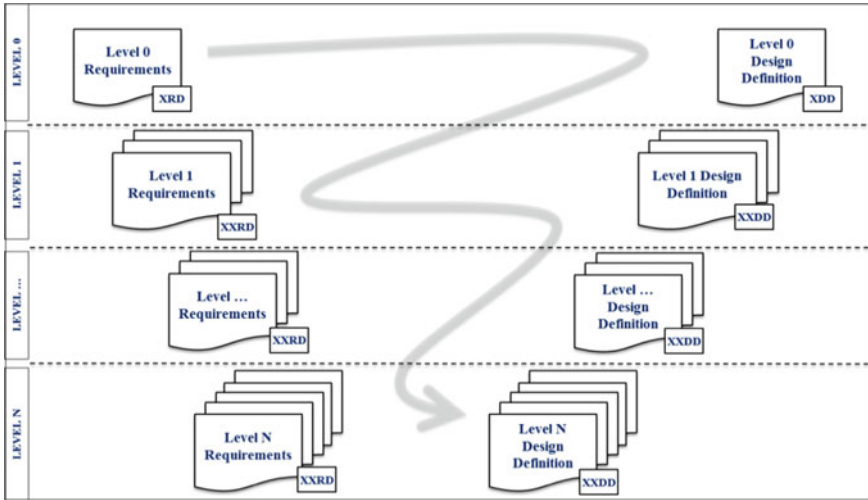 LEVEL 0
Level 0
Requirements
XRD
Level 0
Design
Definition
XDD
LEVEL 1
Level 1
Requirements
XXRD
Level 1 Design
Definition
XXDD
LEVEL ...
Level ...
Requirements
XXRD
Level ...
Design
Definition
XXDD
LEVEL N
Level N
Requirements
XXRD
Level N
Design
Definition
XXDD